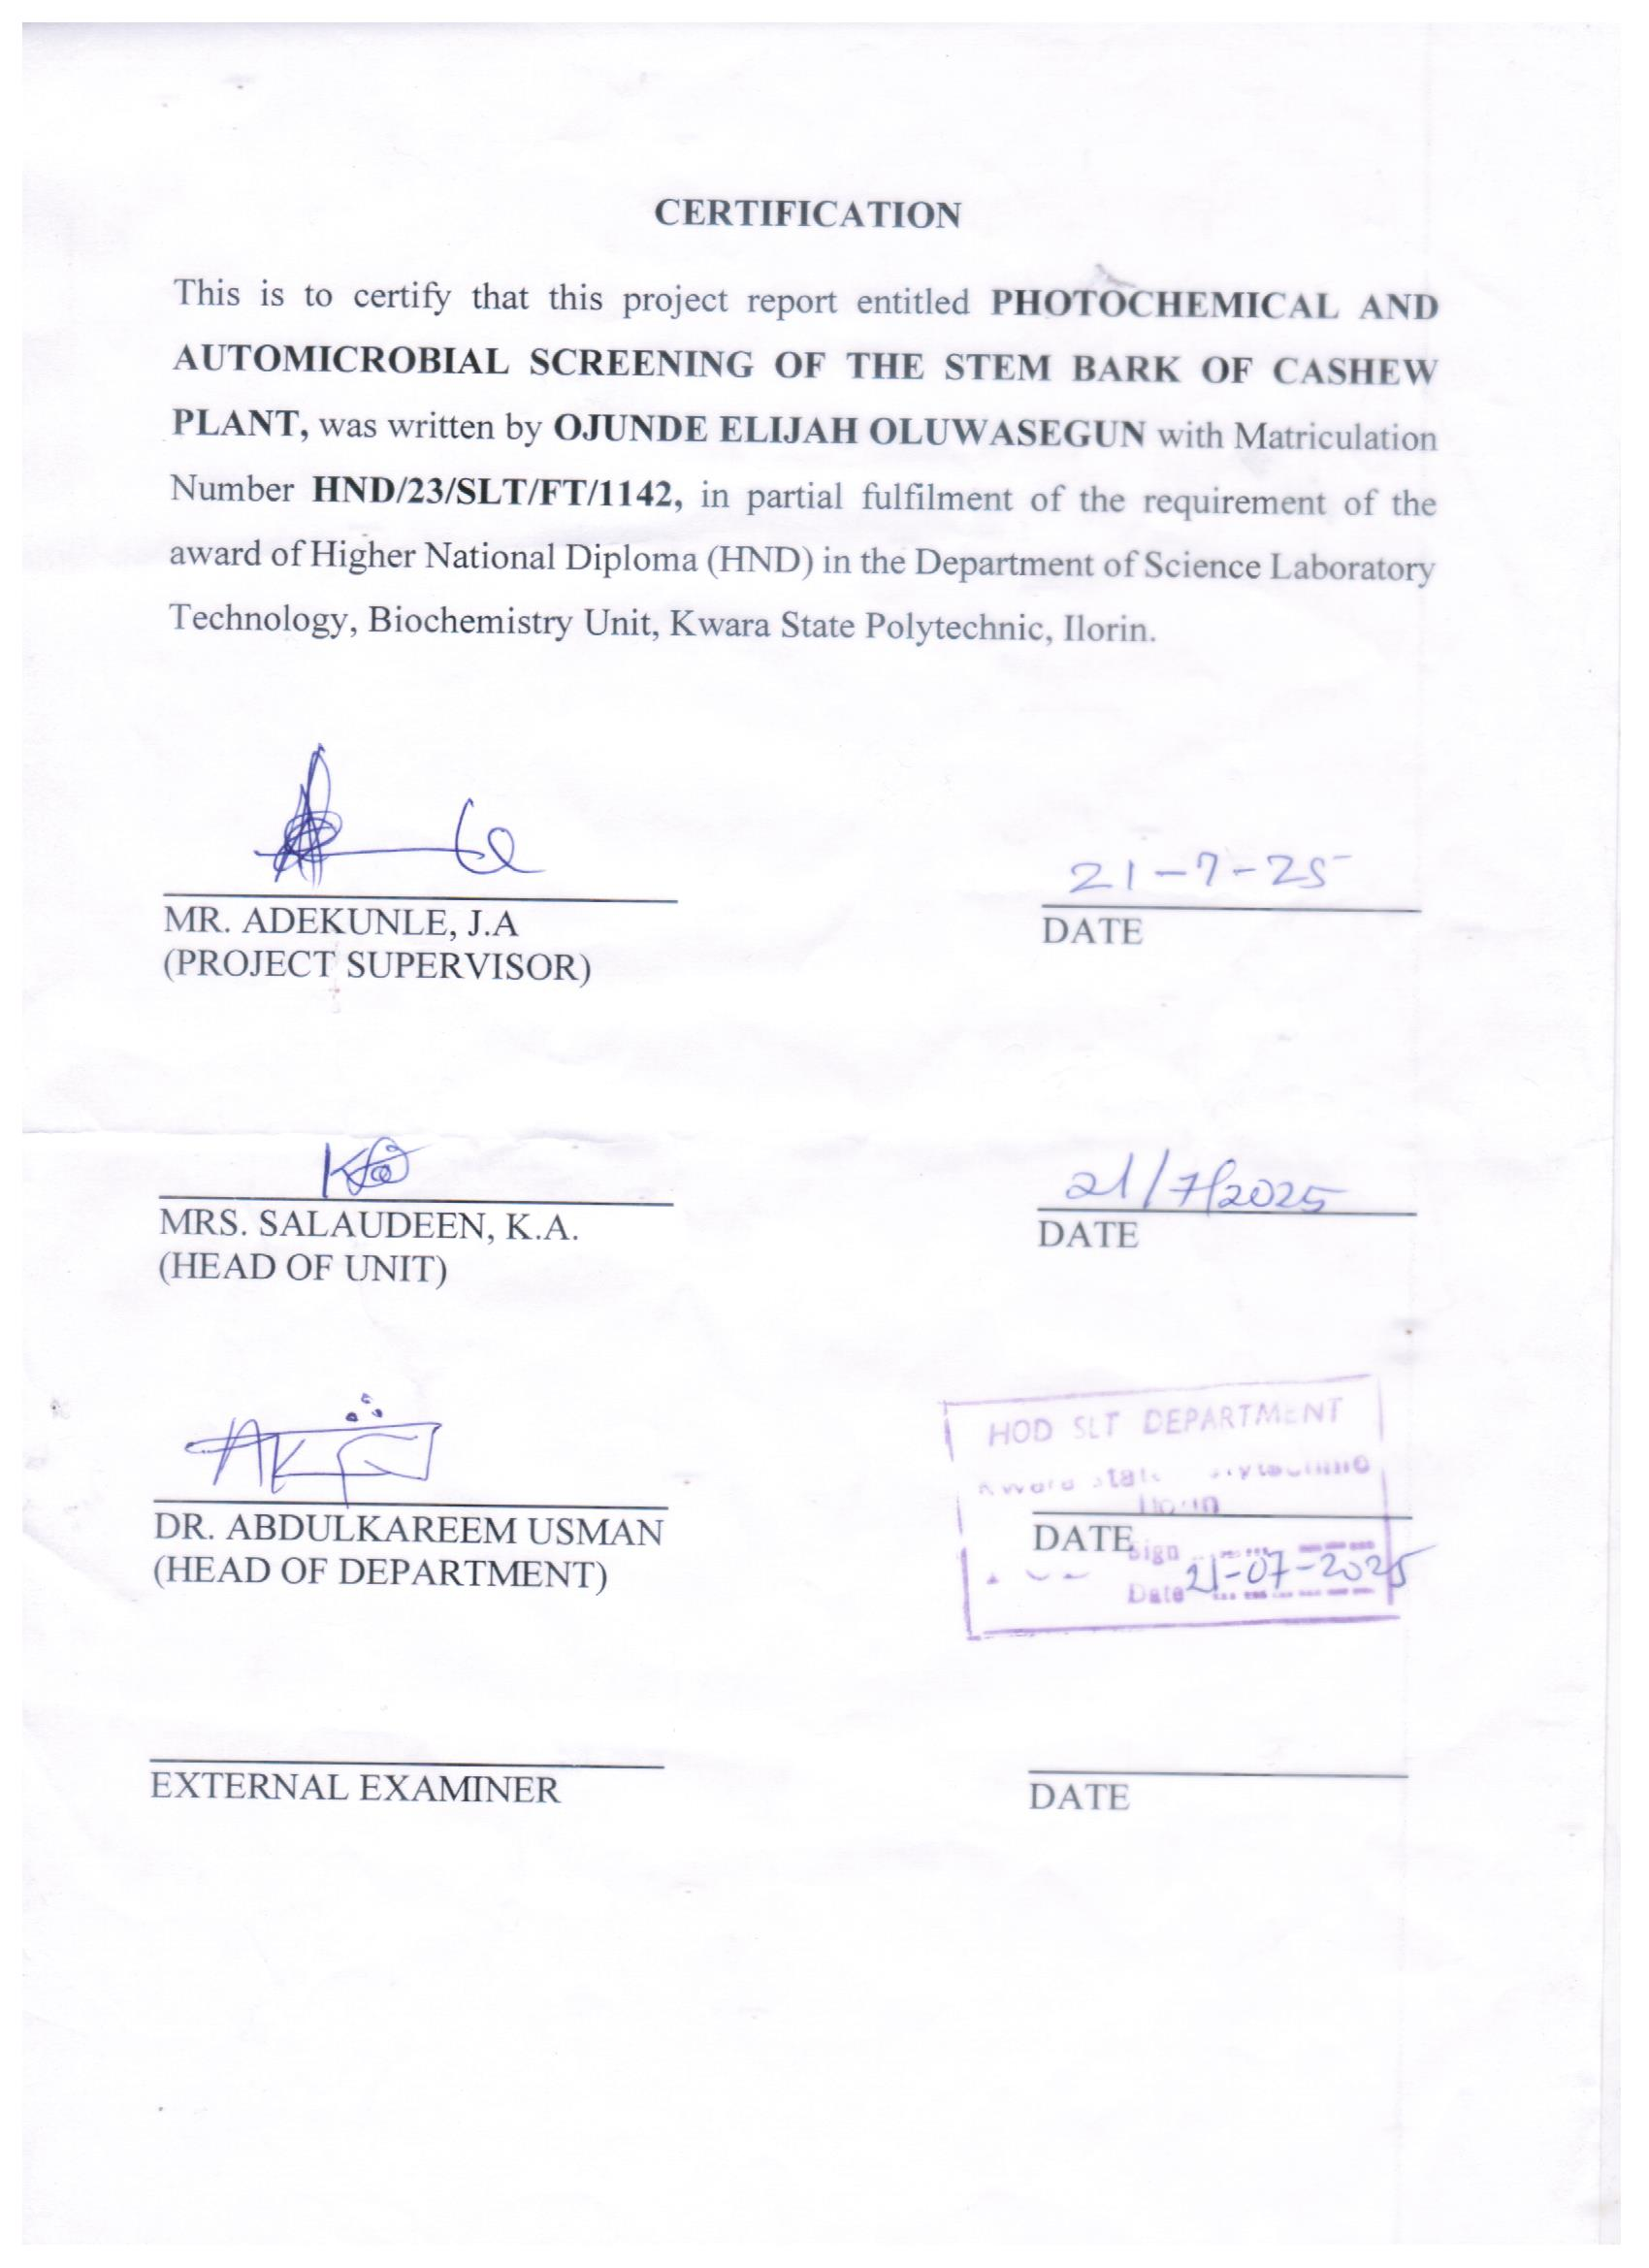 CERTIFICATION
This is to certify that this project report entitled PHOTOCHEMICAL AND
AUTOMICROBIAL SCREENING OF THE STEM BARK OF CASHEW
PLANT, was written by OJUNDE ELIJAH OLUWASEGUN with Matriculation
Number HND/23/SLT/FT/1142, in partial fulfilment of the requirement of the
award of Higher National Diploma (HND) in the Department of Science Laboratory
Technology, Biochemistry Unit, Kwara State Polytechnic, Ilorin.
21-7-25
MR. ADEKUNLE, J.A
DATE
(PROJECT SUPERVISOR)
21/7/2025
MRS. SALAUDEEN, K.A.
DATE
(HEAD OF UNIT)
HOD SLT DEPARTMENT
Kwara State Polytechnic
Ilorin
DR. ABDULKAREEM USMAN
DATE
(HEAD OF DEPARTMENT)
Sign
Date 21-07-2025
EXTERNAL EXAMINER
DATE